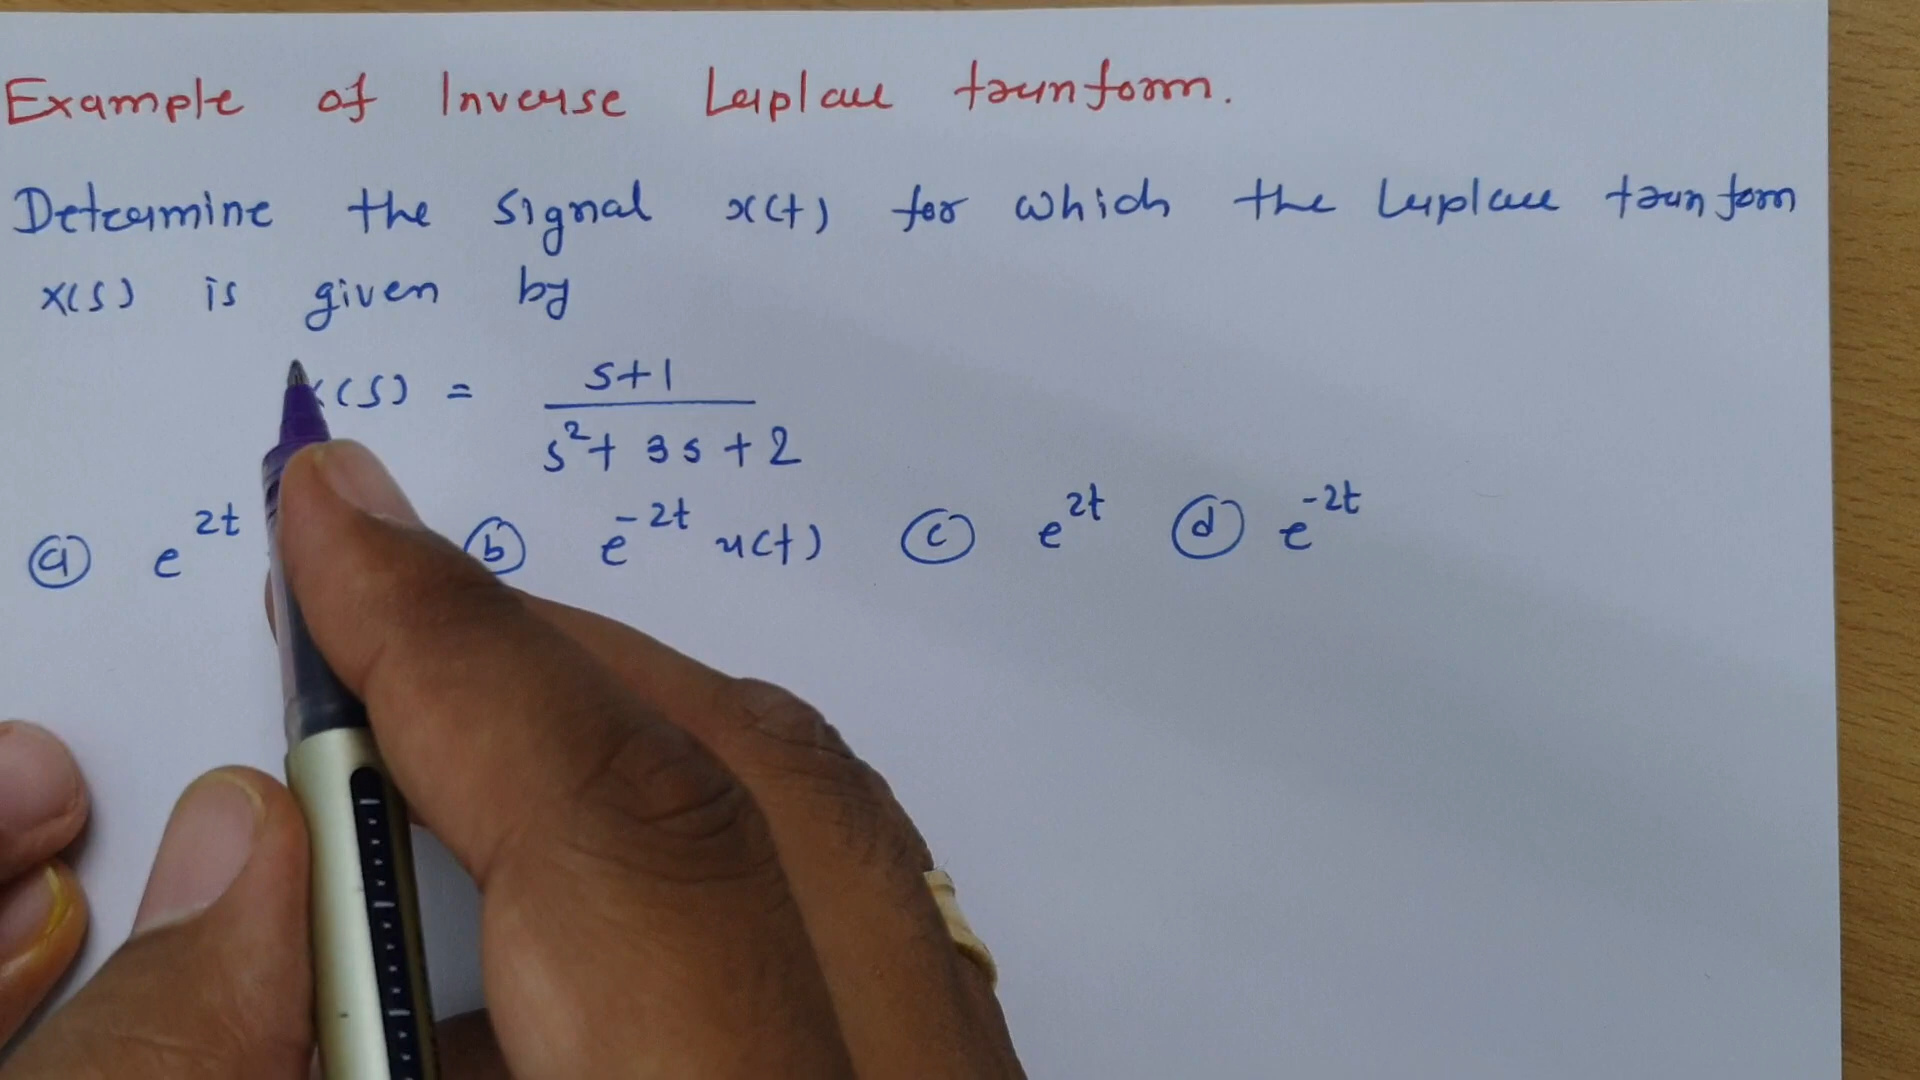 Example of Inverse Laplace transform.
Determine the signal x(t) for which the Laplace transform
x(s) is given by
x(s) = s+1
s²+ 3s + 2
ⓐ e^2t ⓑ e^-2t u(t) ⓒ e^2t ⓓ e^-2t